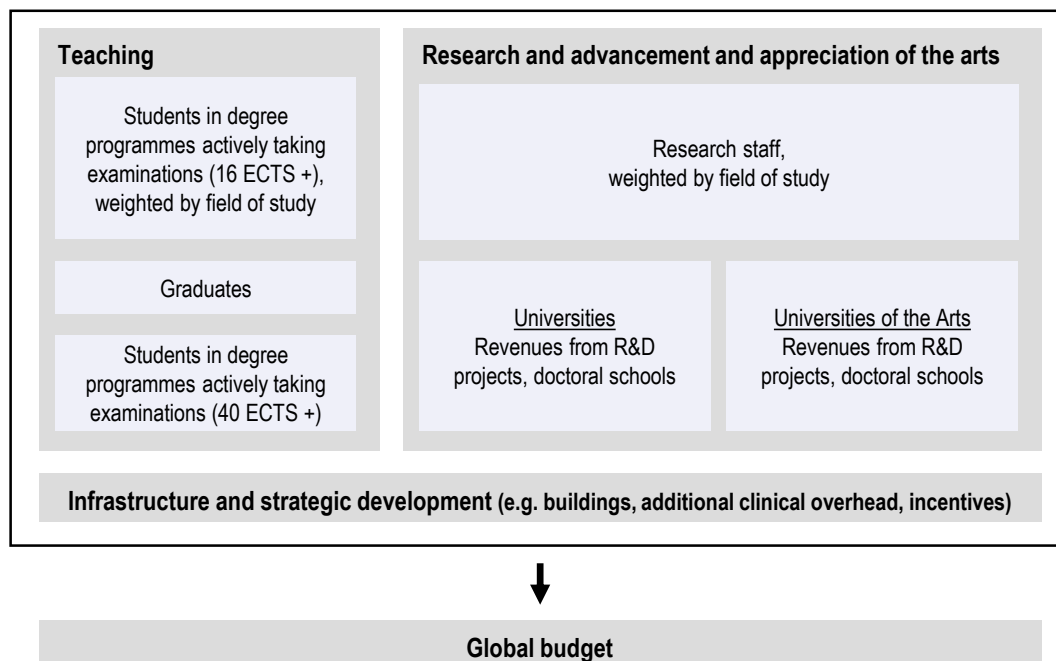 Teaching
Students in degree
programmes actively taking
examinations (16 ECTS +),
weighted by field of study
Graduates
Students in degree
programmes actively taking
examinations (40 ECTS +)
Research and advancement and appreciation of the arts
Research staff,
weighted by field of study
Universities
Revenues from R&D
projects, doctoral schools
Universities of the Arts
Revenues from R&D
projects, doctoral schools
Infrastructure and strategic development (e.g. buildings, additional clinical overhead, incentives)
Global budget